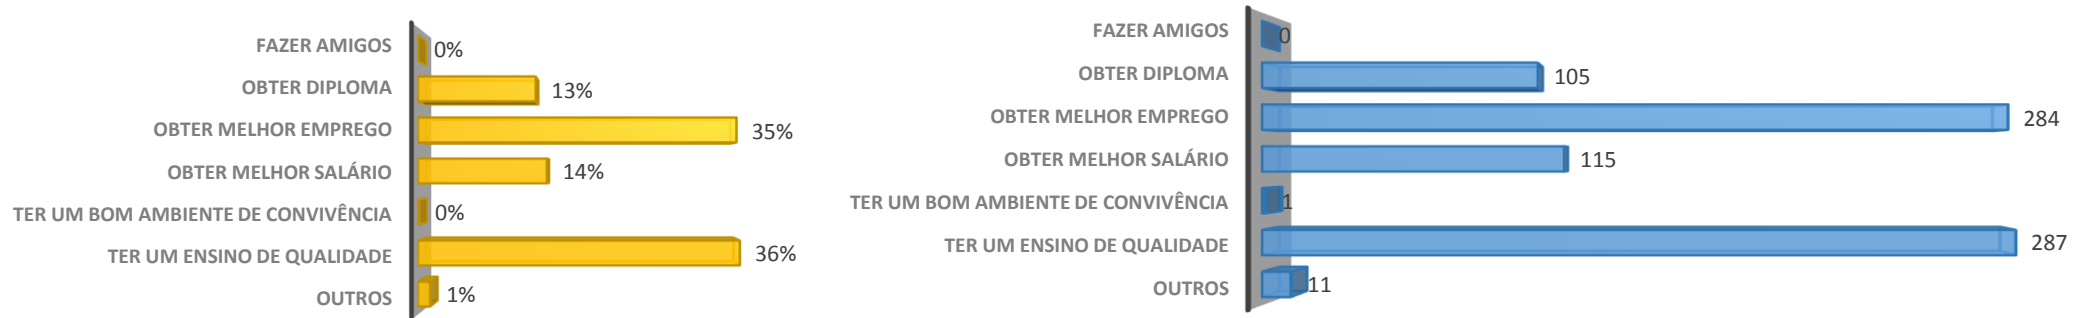 FAZER AMIGOS 0%
OBTER DIPLOMA 13%
OBTER MELHOR EMPREGO 35%
OBTER MELHOR SALÁRIO 14%
TER UM BOM AMBIENTE DE CONVIVÊNCIA 0%
TER UM ENSINO DE QUALIDADE 36%
OUTROS 1%
FAZER AMIGOS 0
OBTER DIPLOMA 105
OBTER MELHOR EMPREGO 284
OBTER MELHOR SALÁRIO 115
TER UM BOM AMBIENTE DE CONVIVÊNCIA 1
TER UM ENSINO DE QUALIDADE 287
OUTROS 11